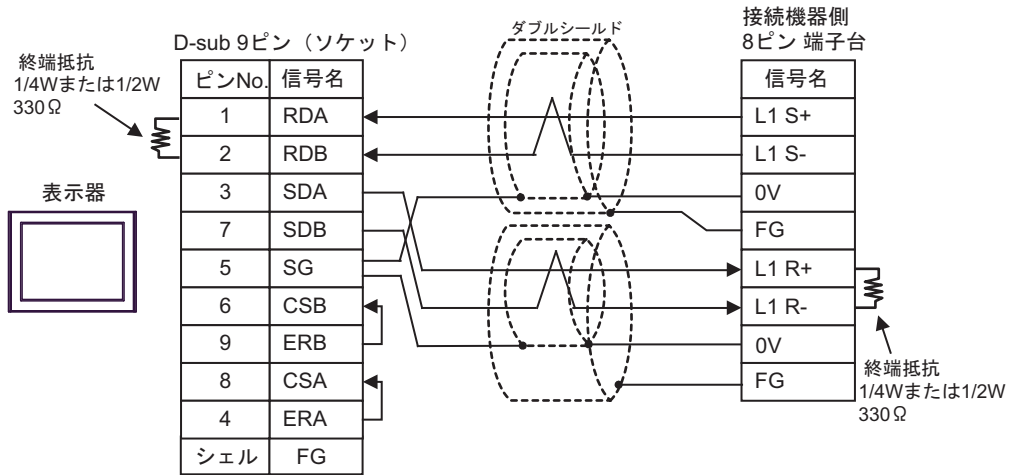 ダブルシールド
接続機器側
8ピン 端子台
D-sub 9ピン（ソケット）
終端抵抗
1/4Wまたは1/2W
330Ω
ピンNo. 信号名
1 RDA
2 RDB
3 SDA
7 SDB
5 SG
6 CSB
9 ERB
8 CSA
4 ERA
シェル FG
表示器
信号名
L1 S+
L1 S-
0V
FG
L1 R+
L1 R-
0V
FG
終端抵抗
1/4Wまたは1/2W
330Ω